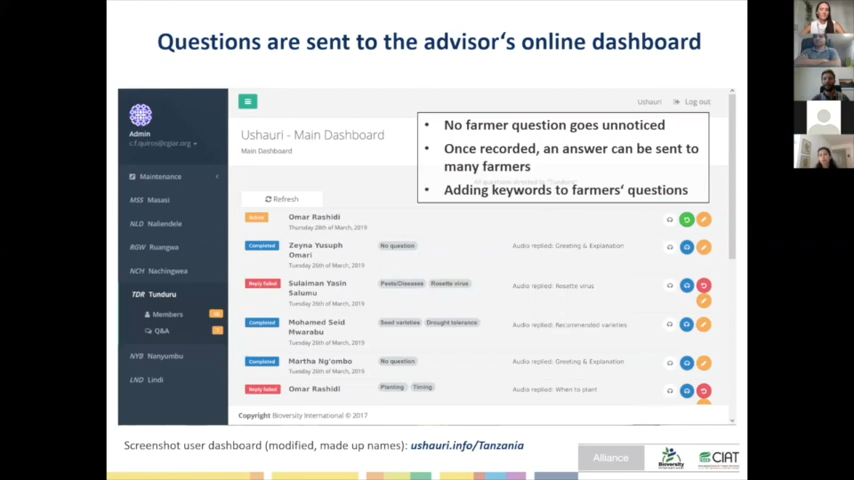 Questions are sent to the advisor‘s online dashboard
Ushauri
Log out
Admin
c.f.quiros@cgiar.org
Ushauri - Main Dashboard
Main Dashboard
• No farmer question goes unnoticed
• Once recorded, an answer can be sent to
many farmers
• Adding keywords to farmers‘ questions
Refresh
Maintenance
MSS Masasi
NLD Naliendele
RGW Ruangwa
NCH Nachingwea
TDR Tunduru
Members
Q&A
NYB Nanyumbu
LND Lindi
Omar Rashidi
Thursday 28th of March, 2019
Completed
Zeyna Yusuph
Omari
Tuesday 26th of March, 2019
No question
Audio replied: Greeting & Explanation
Reply failed
Sulaiman Yasin
Salumu
Tuesday 26th of March, 2019
Pests/Diseases
Rosette virus
Audio replied: Rosette virus
Completed
Mohamed Seid
Mwarabu
Tuesday 26th of March, 2019
Seed varieties
Drought tolerance
Audio replied: Recommended varieties
Completed
Martha Ng'ombo
Tuesday 26th of March, 2019
No question
Audio replied: Greeting & Explanation
Reply failed
Omar Rashidi
Planting
Timing
Audio replied: When to plant
Copyright Bioversity International © 2017
Screenshot user dashboard (modified, made up names): ushauri.info/Tanzania
Alliance
Bioversity
CIAT